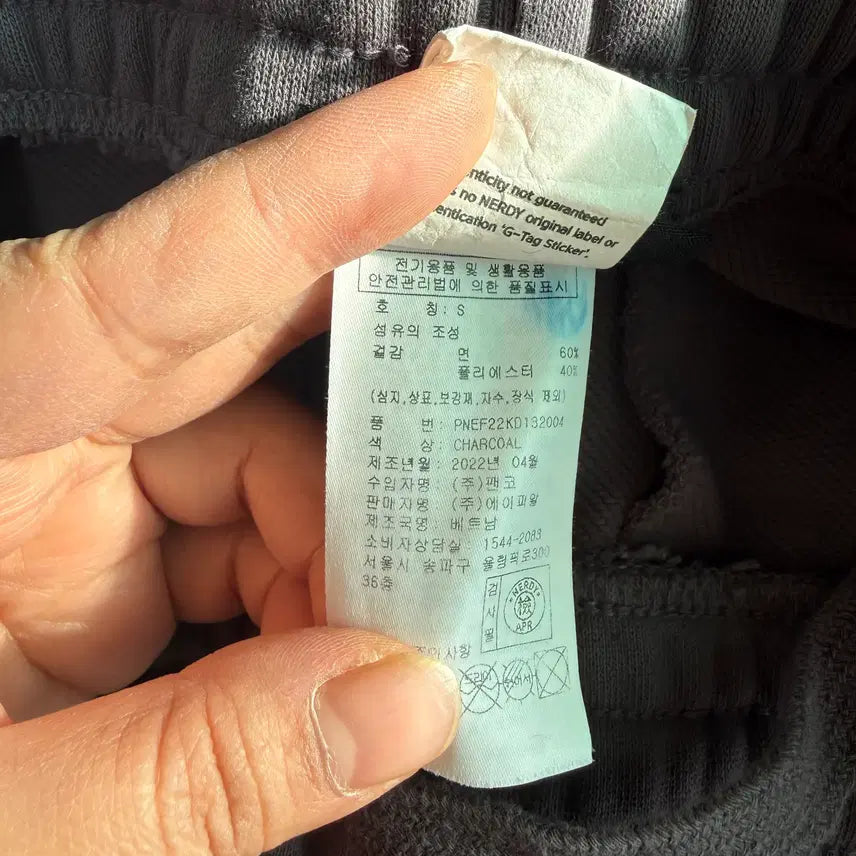 not guaranteed
no NERDY original label or
'G-Tag Sticker'.
전기용품 및 생활용품
안전관리법에 의한 품질표시
호 칭: S
섬유의 조성
겉감 면 60%
폴리에스터 40%
(심지,상표,보강재,자수,장식 제외)
품 번: PNEF22KD132004
색 상: CHARCOAL
제조년월: 2022년 04월
수입자명: (주)팬코
판매자명: (주)에이피알
제조국명: 베트남
소비자상담실: 1544-2083
서울시 송파구 올림픽로300
36층
검사필
NERDY
APR
사항
드라이